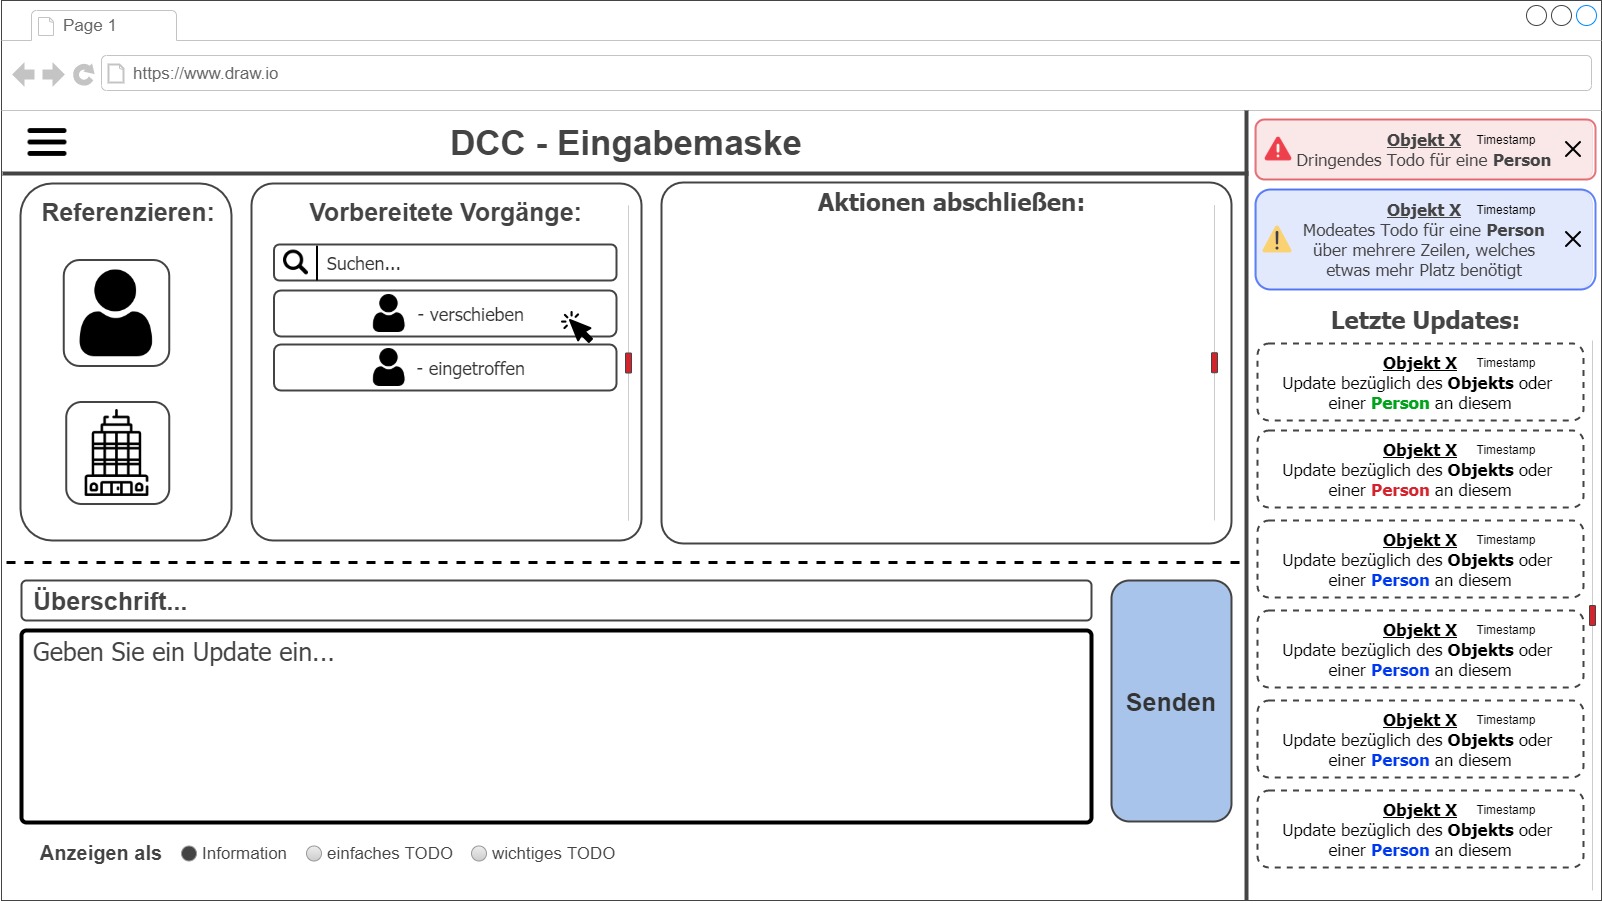 Page 1
https://www.draw.io
DCC - Eingabemaske
Referenzieren:
Vorbereitete Vorgänge:
Suchen...
- verschieben
- eingetroffen
Aktionen abschließen:
Überschrift...
Geben Sie ein Update ein...
Senden
Anzeigen als Information einfaches TODO wichtiges TODO
Objekt X Timestamp
Dringendes Todo für eine Person
Objekt X Timestamp
Modeates Todo für eine Person
über mehrere Zeilen, welches
etwas mehr Platz benötigt
Letzte Updates:
Objekt X Timestamp
Update bezüglich des Objekts oder
einer Person an diesem
Objekt X Timestamp
Update bezüglich des Objekts oder
einer Person an diesem
Objekt X Timestamp
Update bezüglich des Objekts oder
einer Person an diesem
Objekt X Timestamp
Update bezüglich des Objekts oder
einer Person an diesem
Objekt X Timestamp
Update bezüglich des Objekts oder
einer Person an diesem
Objekt X Timestamp
Update bezüglich des Objekts oder
einer Person an diesem